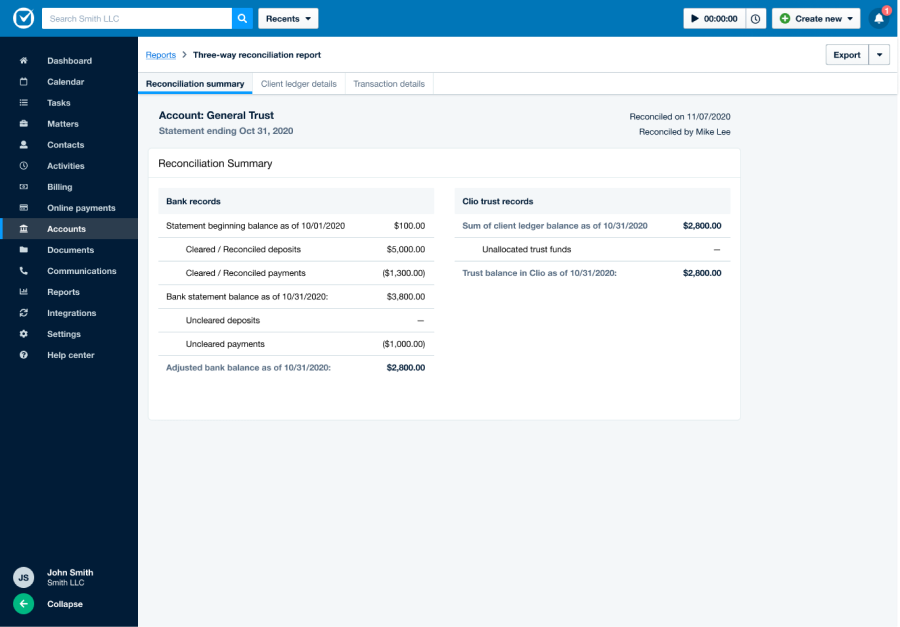 Search Smith LLC
Recents
00:00:00
Create new
1
Dashboard
Calendar
Tasks
Matters
Contacts
Activities
Billing
Online payments
Accounts
Documents
Communications
Reports
Integrations
Settings
Help center
JS
John Smith
Smith LLC
Collapse
Reports > Three-way reconciliation report
Export
Reconciliation summary
Client ledger details
Transaction details
Account: General Trust
Statement ending Oct 31, 2020
Reconciled on 11/07/2020
Reconciled by Mike Lee
Reconciliation Summary
Bank records
Statement beginning balance as of 10/01/2020 $100.00
Cleared / Reconciled deposits $5,000.00
Cleared / Reconciled payments ($1,300.00)
Bank statement balance as of 10/31/2020: $3,800.00
Uncleared deposits —
Uncleared payments ($1,000.00)
Adjusted bank balance as of 10/31/2020: $2,800.00
Clio trust records
Sum of client ledger balance as of 10/31/2020 $2,800.00
Unallocated trust funds —
Trust balance in Clio as of 10/31/2020: $2,800.00